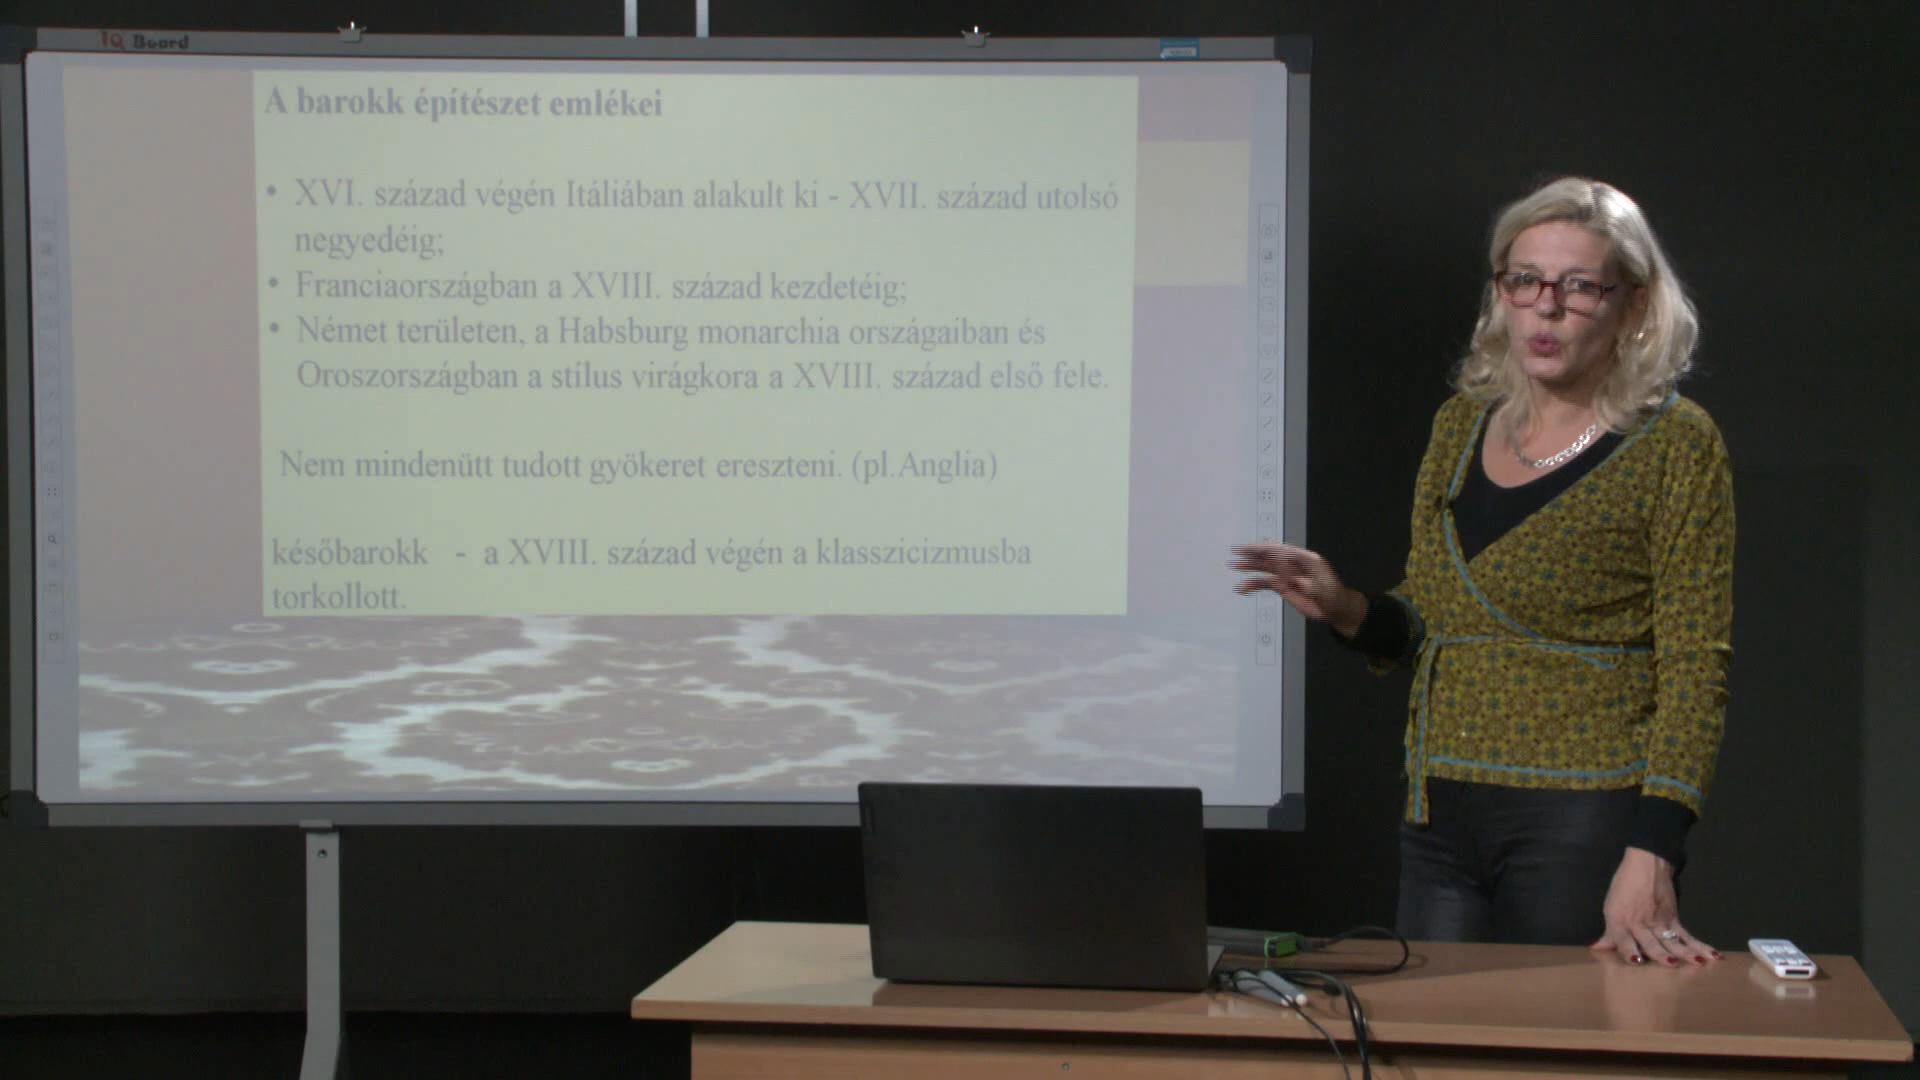 IQ Board
A barokk építészet emlékei
• XVI. század végén Itáliában alakult ki - XVII. század utolsó
negyedéig;
• Franciaországban a XVIII. század kezdetéig;
• Német területen, a Habsburg monarchia országaiban és
Oroszországban a stílus virágkora a XVIII. század első fele.
Nem mindenütt tudott gyökeret ereszteni. (pl.Anglia)
későbarokk - a XVIII. század végén a klasszicizmusba
torkollott.